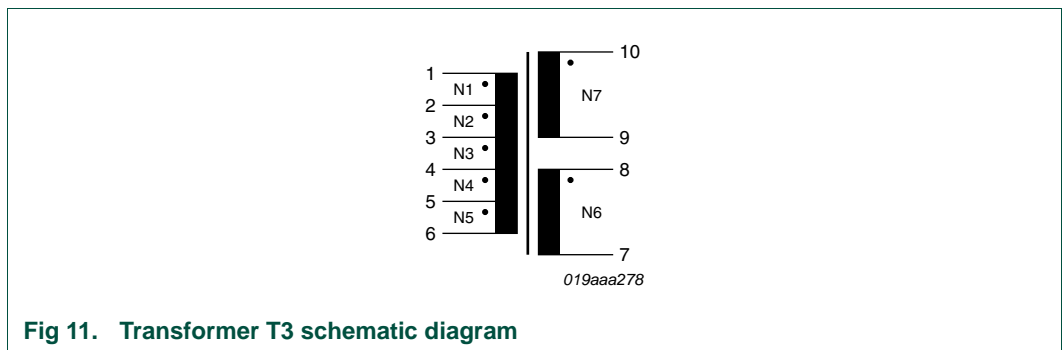 1
N1
2
N2
3
N3
4
N4
5
N5
6
10
N7
9
8
N6
7
019aaa278
Fig 11. Transformer T3 schematic diagram